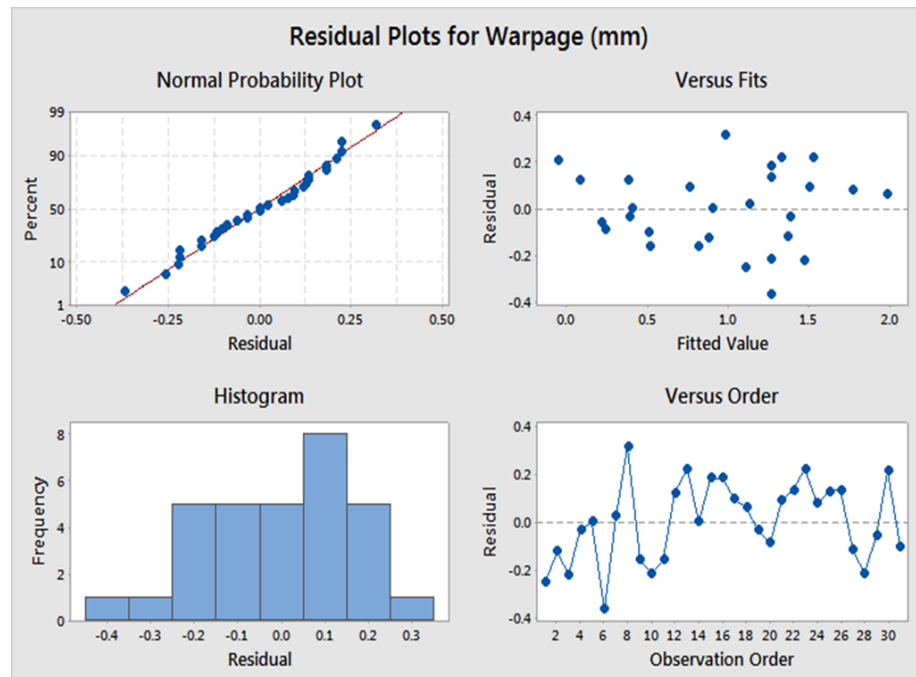 Residual Plots for Warpage (mm)
Normal Probability Plot
99
90
50
10
1
Percent
-0.50 -0.25 0.00 0.25 0.50
Residual
Versus Fits
0.4
0.2
0.0
-0.2
-0.4
Residual
0.0 0.5 1.0 1.5 2.0
Fitted Value
Histogram
8
6
4
2
0
Frequency
-0.4 -0.3 -0.2 -0.1 0.0 0.1 0.2 0.3
Residual
Versus Order
0.4
0.2
0.0
-0.2
-0.4
Residual
2 4 6 8 10 12 14 16 18 20 22 24 26 28 30
Observation Order